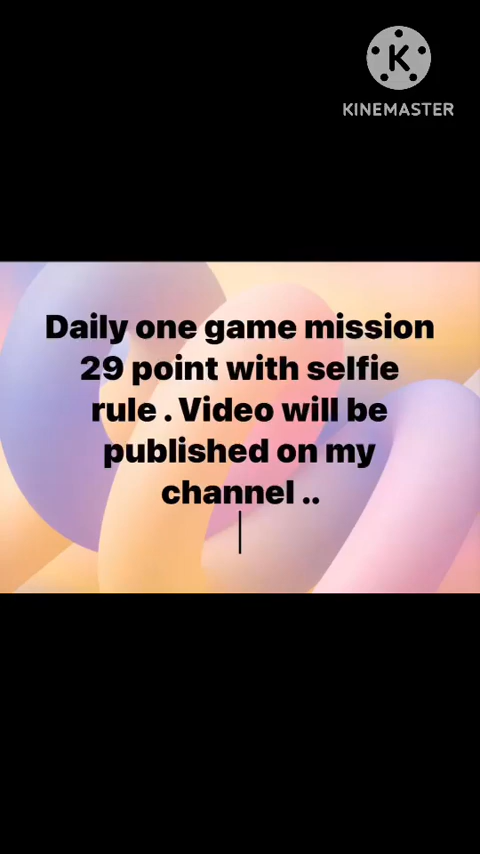 KINEMASTER
Daily one game mission
29 point with selfie
rule . Video will be
published on my
channel ..